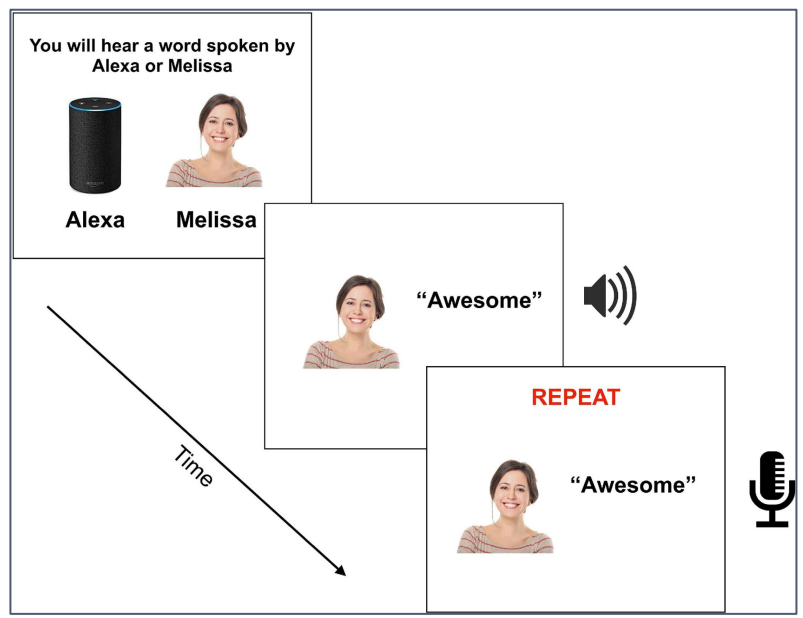 You will hear a word spoken by
Alexa or Melissa
Alexa
Melissa
“Awesome”
REPEAT
“Awesome”
Time